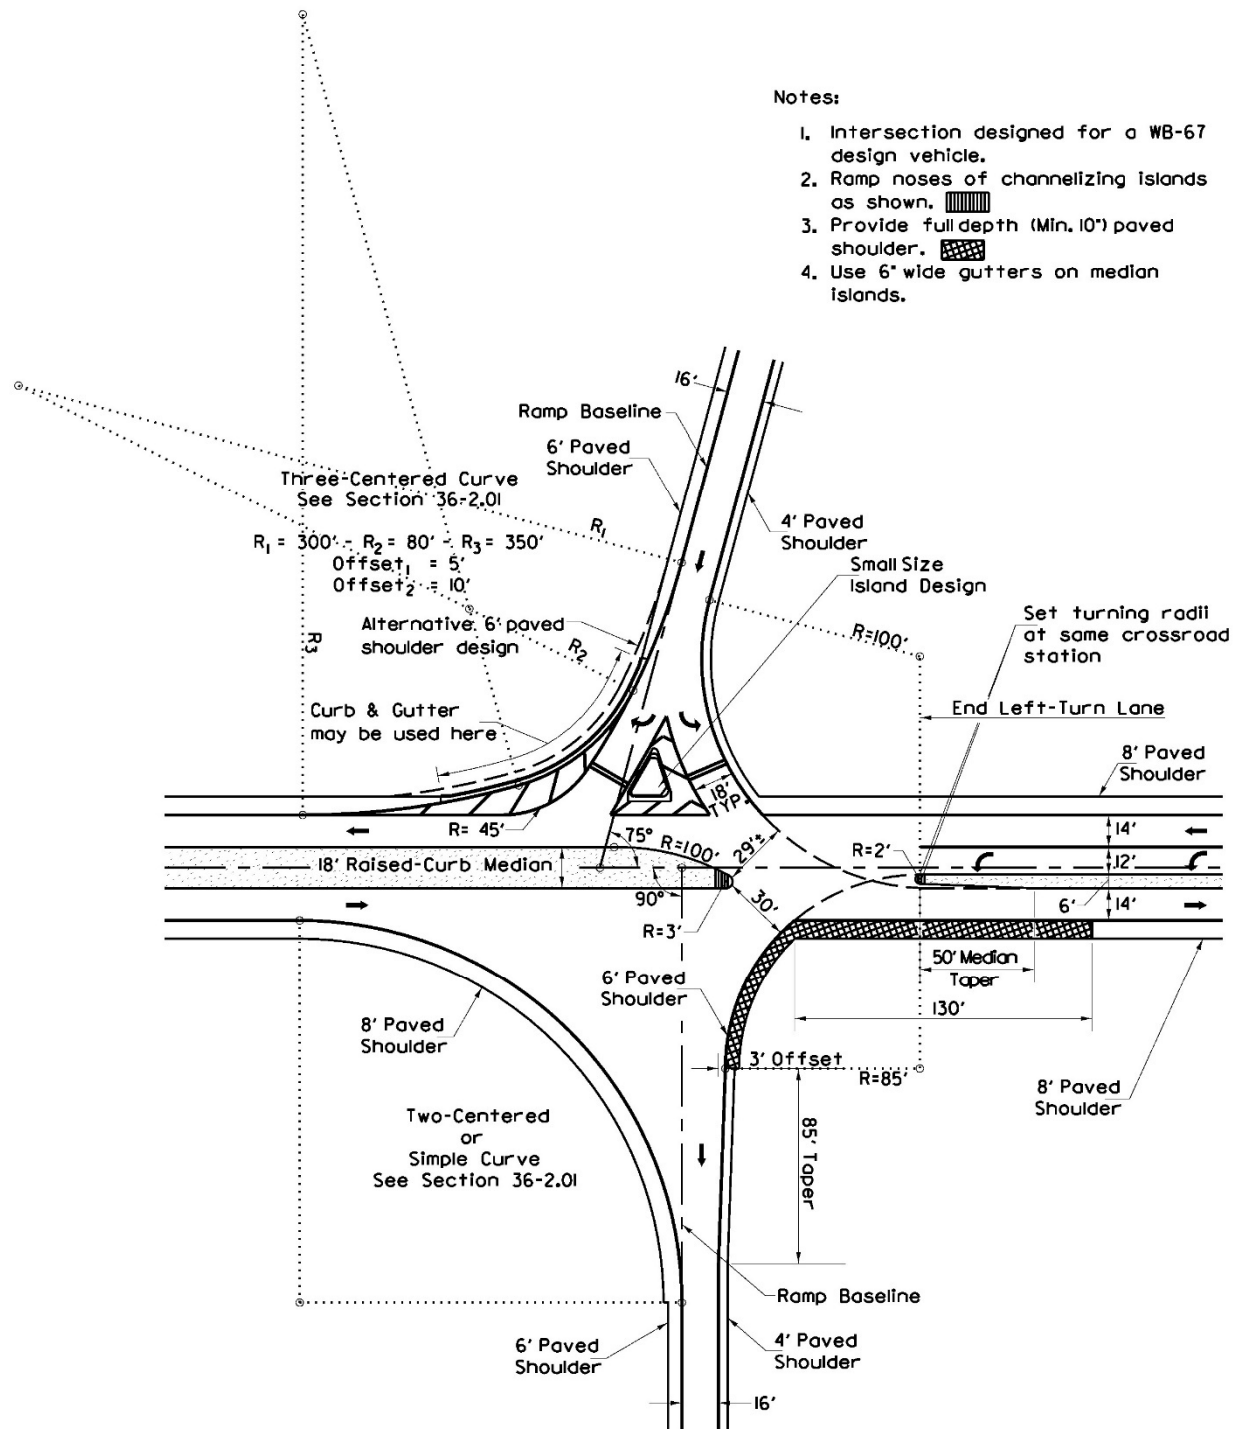 Notes:
1. Intersection designed for a WB-67
design vehicle.
2. Ramp noses of channelizing islands
as shown.
3. Provide full depth (Min. 10") paved
shoulder.
4. Use 6" wide gutters on median
islands.
16'
Ramp Baseline
6' Paved
Shoulder
Three-Centered Curve
See Section 36-2.01
R₁
R₁ = 300' - R₂ = 80' - R₃ = 350'
Offset₁ = 5'
Offset₂ = 10'
4' Paved
Shoulder
Small Size
Island Design
Set turning radii
at same crossroad
station
Alternative 6' paved
shoulder design
R₃
R₂
R=100'
Curb & Gutter
may be used here
End Left-Turn Lane
8' Paved
Shoulder
18'
TYP.
R= 45'
75°
R=100'
29'±
R=2'
14'
12'
18' Raised-Curb Median
90°
30'
R=3'
6'
14'
50' Median
Taper
6' Paved
Shoulder
130'
8' Paved
Shoulder
3' Offset
R=85'
8' Paved
Shoulder
Two-Centered
or
Simple Curve
See Section 36-2.01
85' Taper
Ramp Baseline
6' Paved
Shoulder
4' Paved
Shoulder
16'